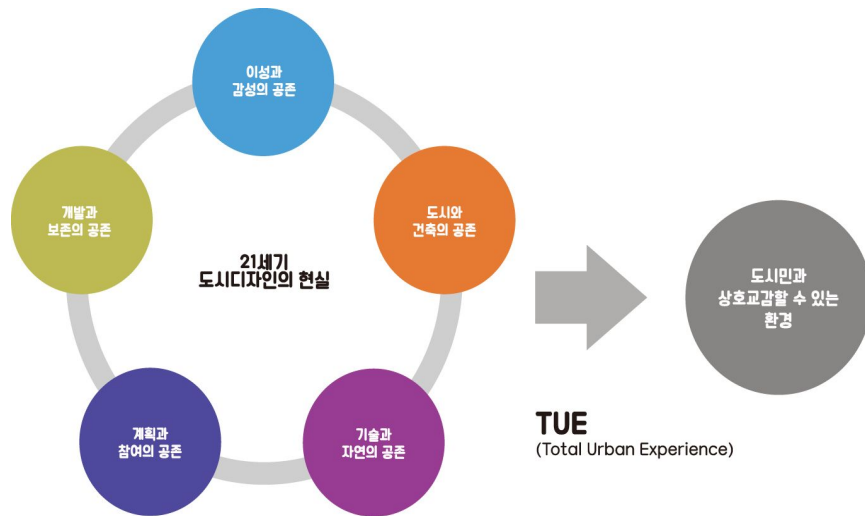 이성과
감성의 공존
도시와
건축의 공존
기술과
자연의 공존
계획과
참여의 공존
개발과
보존의 공존
21세기
도시디자인의 현실
TUE
(Total Urban Experience)
도시민과
상호교감할 수 있는
환경